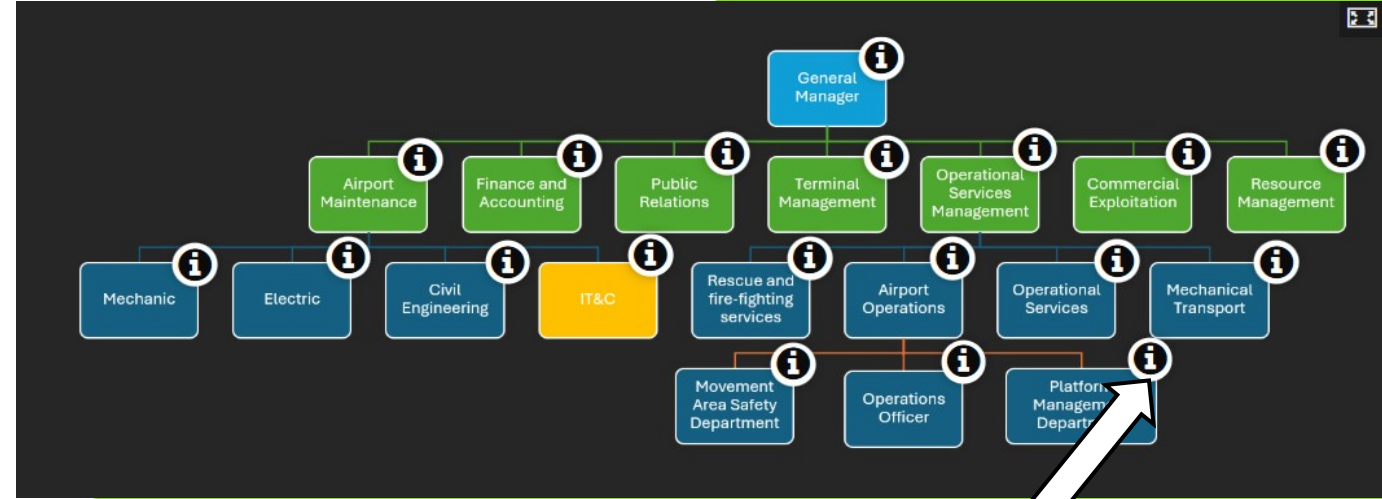 General
Manager
Airport
Maintenance
Finance and
Accounting
Public
Relations
Terminal
Management
Operational
Services
Management
Commercial
Exploitation
Resource
Management
Mechanic
Electric
Civil
Engineering
IT&C
Rescue and
fire-fighting
services
Airport
Operations
Operational
Services
Mechanical
Transport
Movement
Area Safety
Department
Operations
Officer